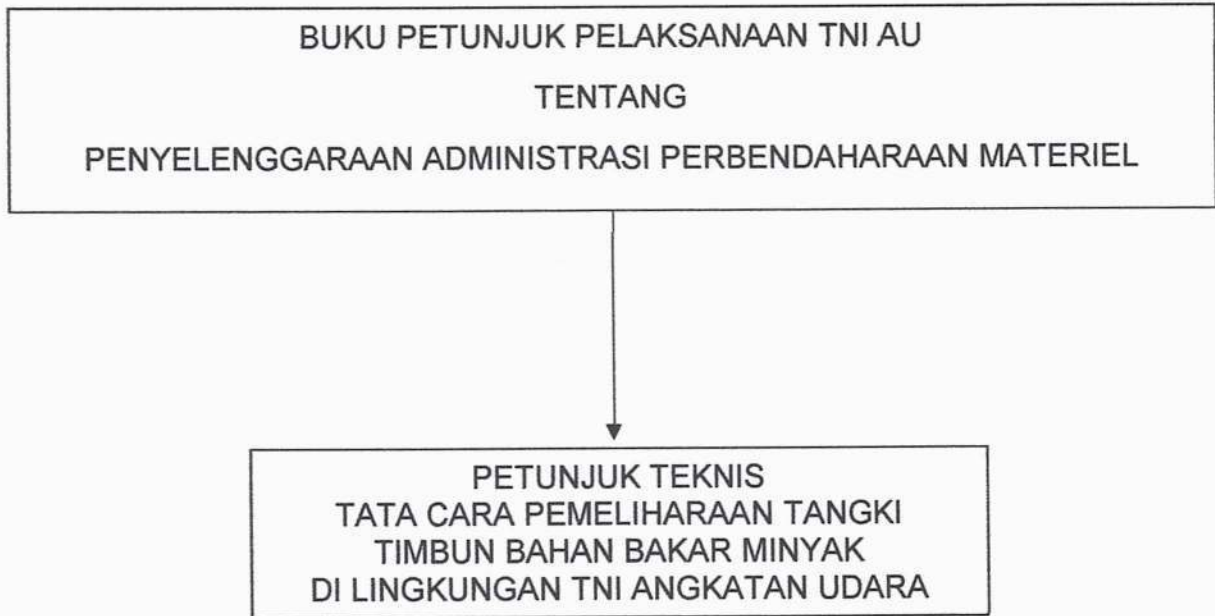 BUKU PETUNJUK PELAKSANAAN TNI AU
TENTANG
PENYELENGGARAAN ADMINISTRASI PERBENDAHARAAN MATERIEL
PETUNJUK TEKNIS
TATA CARA PEMELIHARAAN TANGKI
TIMBUN BAHAN BAKAR MINYAK
DI LINGKUNGAN TNI ANGKATAN UDARA